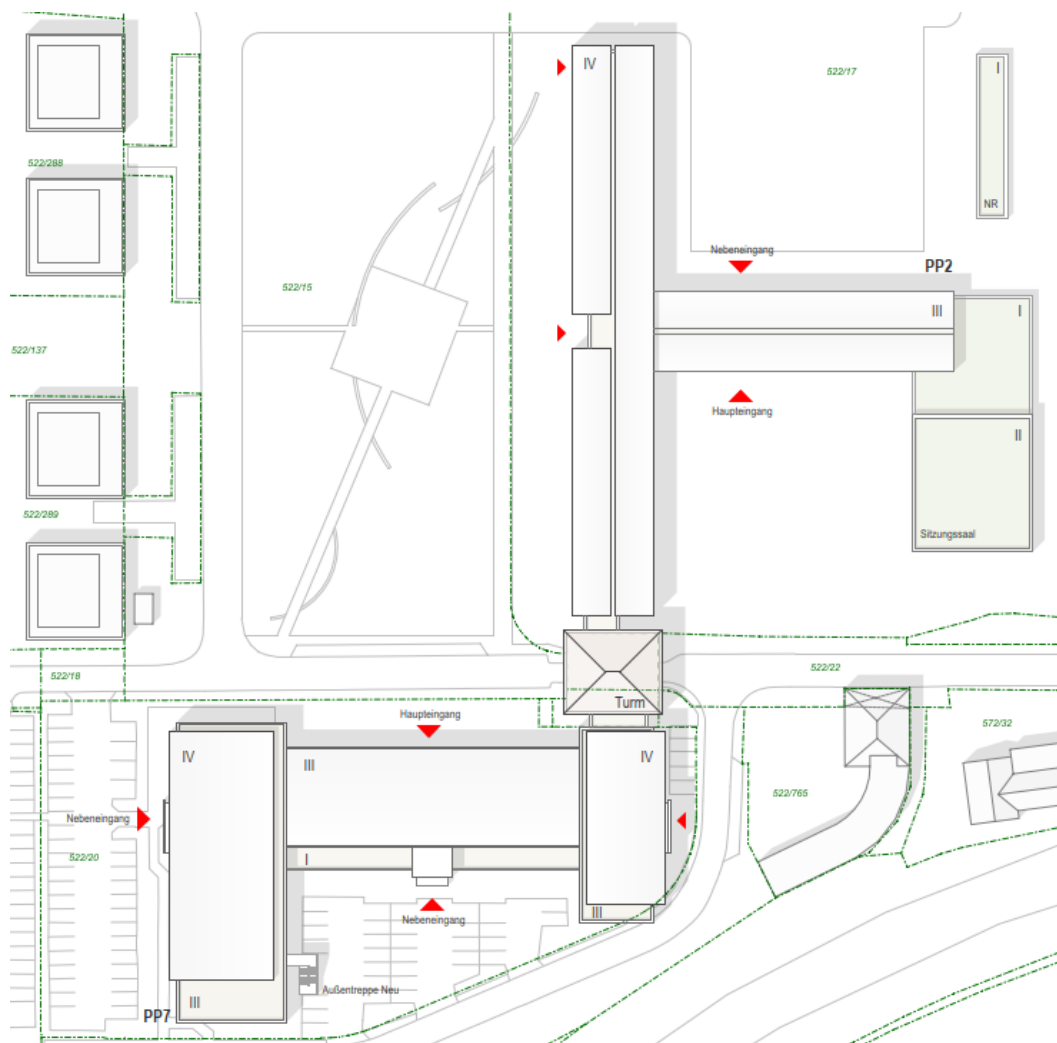 IV
522/17
I
NR
522/288
Nebeneingang
PP2
522/15
III
I
522/137
Haupteingang
II
522/289
Sitzungssaal
522/18
522/22
Turm
Haupteingang
572/32
IV
III
IV
522/765
Nebeneingang
522/20
I
III
Nebeneingang
Außentreppe Neu
III
PP7